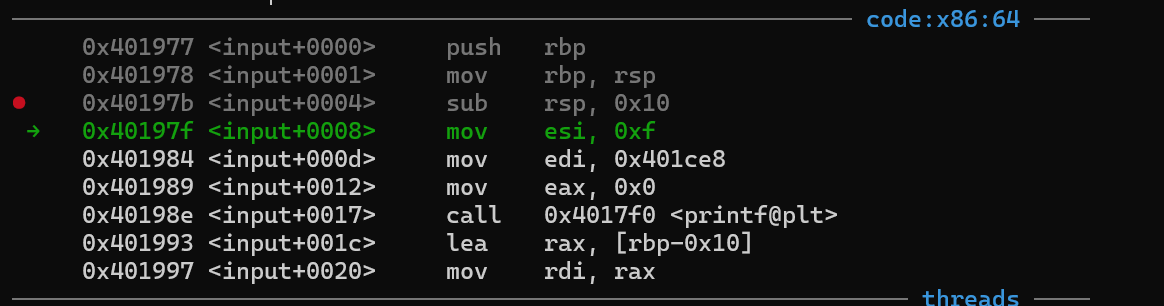 code:x86:64
0x401977 <input+0000> push rbp
0x401978 <input+0001> mov rbp, rsp
0x40197b <input+0004> sub rsp, 0x10
→ 0x40197f <input+0008> mov esi, 0xf
0x401984 <input+000d> mov edi, 0x401ce8
0x401989 <input+0012> mov eax, 0x0
0x40198e <input+0017> call 0x4017f0 <printf@plt>
0x401993 <input+001c> lea rax, [rbp-0x10]
0x401997 <input+0020> mov rdi, rax
threads